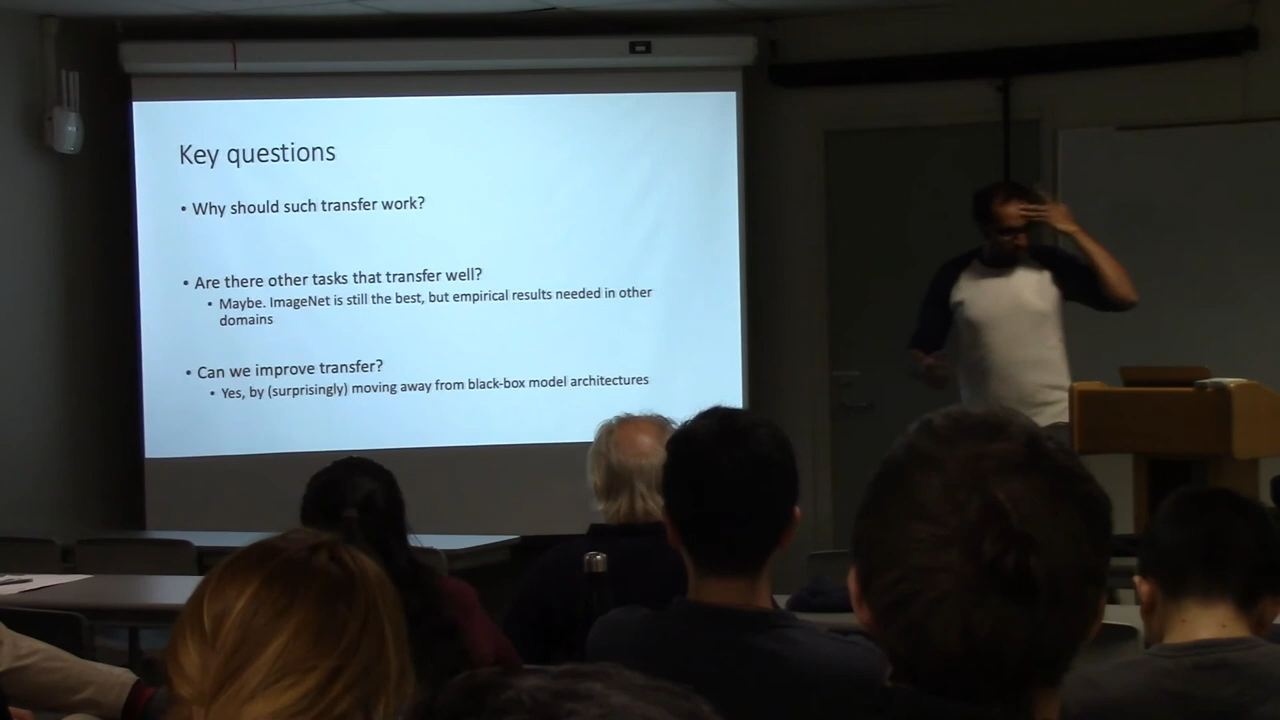 Key questions
• Why should such transfer work?
• Are there other tasks that transfer well?
• Maybe. ImageNet is still the best, but empirical results needed in other
domains
• Can we improve transfer?
• Yes, by (surprisingly) moving away from black-box model architectures